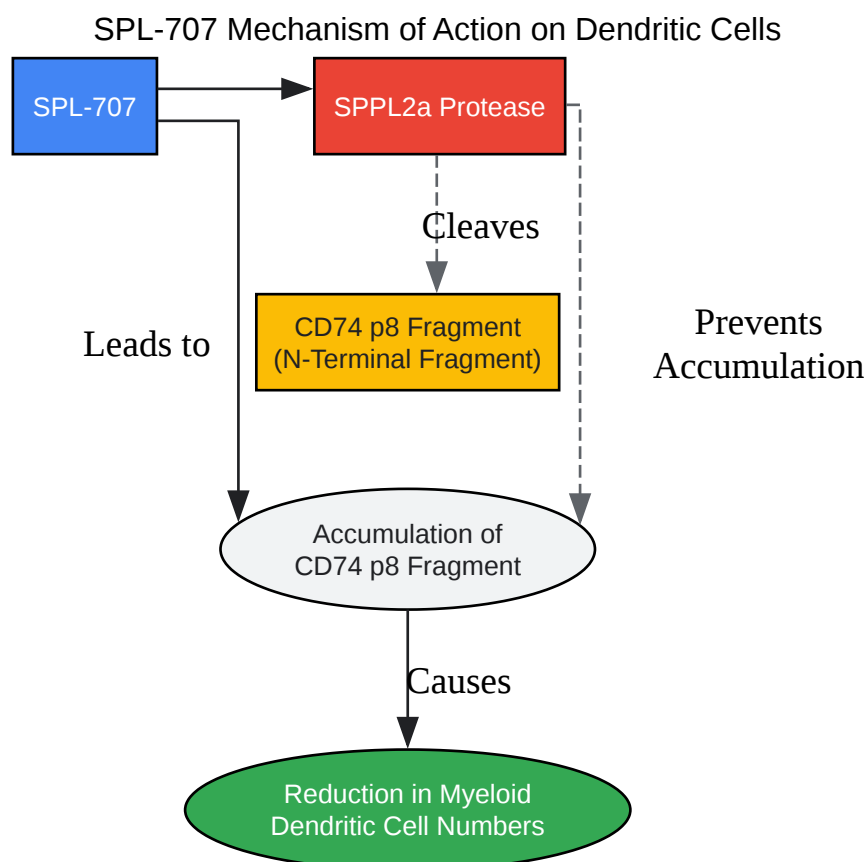 SPL-707 Mechanism of Action on Dendritic Cells
SPL-707
SPPL2a Protease
Cleaves
CD74 p8 Fragment
(N-Terminal Fragment)
Leads to
Prevents
Accumulation
Accumulation of
CD74 p8 Fragment
Causes
Reduction in Myeloid
Dendritic Cell Numbers